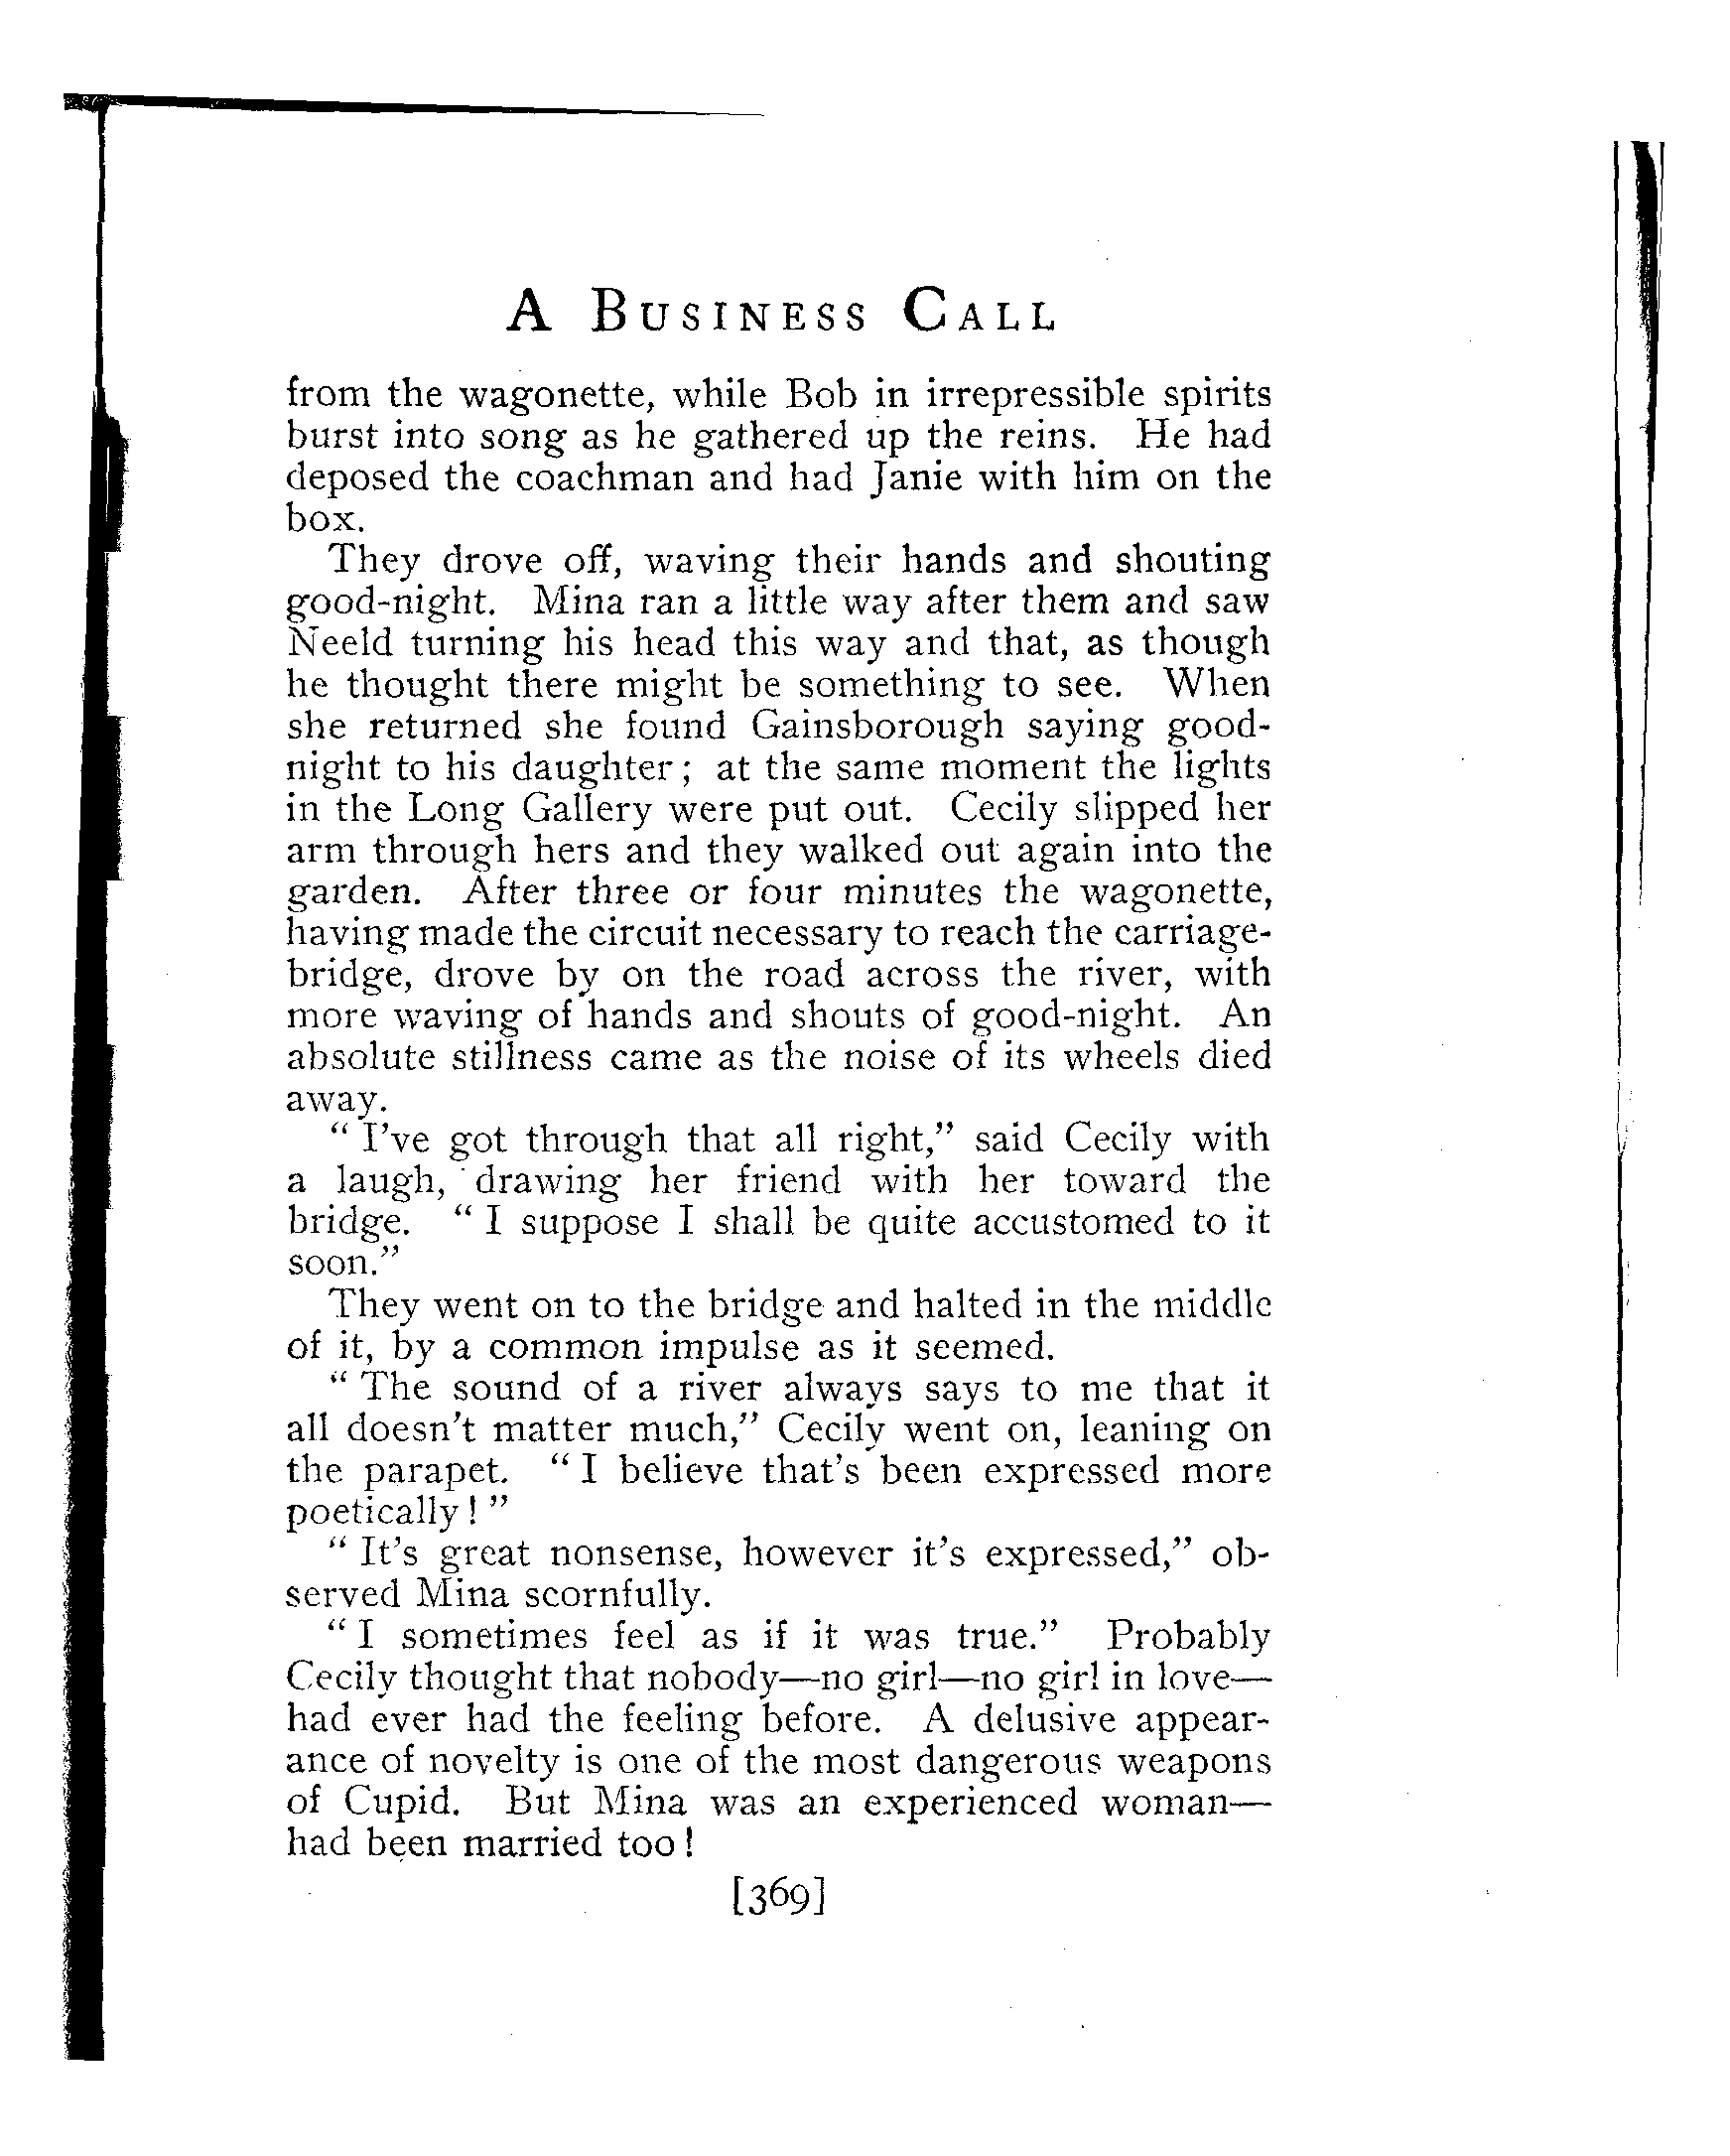 A BUSINESS CALL
from the wagonette, while Bob in irrepressible spirits
burst into song as he gathered up the reins. He had
deposed the coachman and had Janie with him on the
box.
They drove off, waving their hands and shouting
good-night. Mina ran a little way after them and saw
Neeld turning his head this way and that, as though
he thought there might be something to see. When
she returned she found Gainsborough saying good-
night to his daughter; at the same moment the lights
in the Long Gallery were put out. Cecily slipped her
arm through hers and they walked out again into the
garden. After three or four minutes the wagonette,
having made the circuit necessary to reach the carriage-
bridge, drove by on the road across the river, with
more waving of hands and shouts of good-night. An
absolute stillness came as the noise of its wheels died
away.
"I've got through that all right," said Cecily with
a laugh, drawing her friend with her toward the
bridge. "I suppose I shall be quite accustomed to it
soon."
They went on to the bridge and halted in the middle
of it, by a common impulse as it seemed.
"The sound of a river always says to me that it
all doesn't matter much," Cecily went on, leaning on
the parapet. "I believe that's been expressed more
poetically!"
"It's great nonsense, however it's expressed," ob-
served Mina scornfully.
"I sometimes feel as if it was true." Probably
Cecily thought that nobody—no girl—no girl in love—
had ever had the feeling before. A delusive appear-
ance of novelty is one of the most dangerous weapons
of Cupid. But Mina was an experienced woman—
had been married too!
[369]